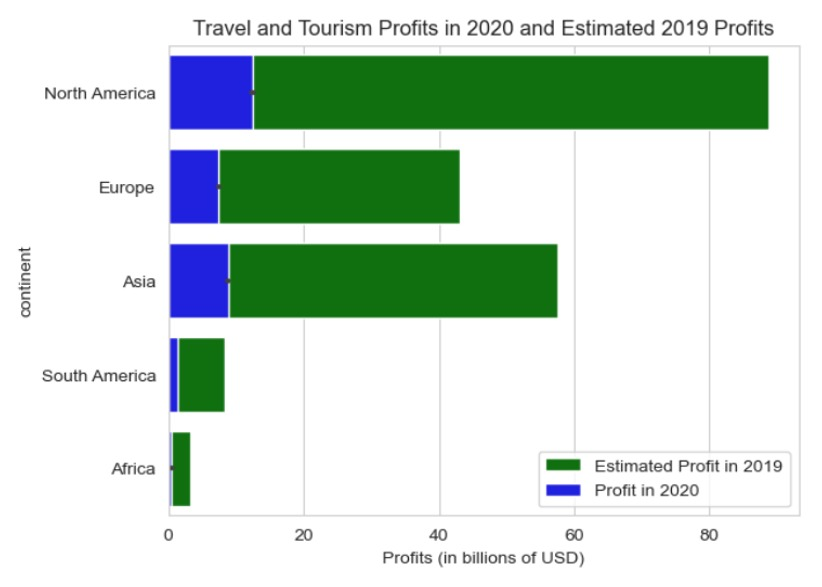 Travel and Tourism Profits in 2020 and Estimated 2019 Profits
North America
Europe
continent
Asia
South America
Africa
Estimated Profit in 2019
Profit in 2020
0 20 40 60 80
Profits (in billions of USD)